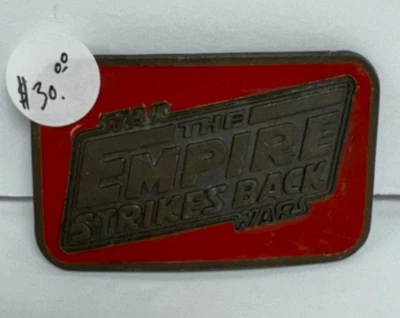 $30.00
STAR
THE
EMPIRE
STRIKES BACK
WARS